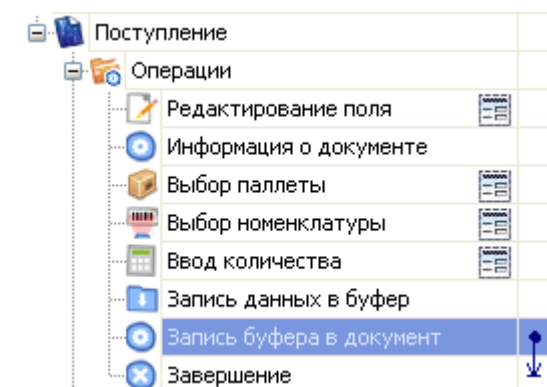 Поступление
Операции
Редактирование поля
Информация о документе
Выбор паллеты
Выбор номенклатуры
Ввод количества
Запись данных в буфер
Запись буфера в документ
Завершение